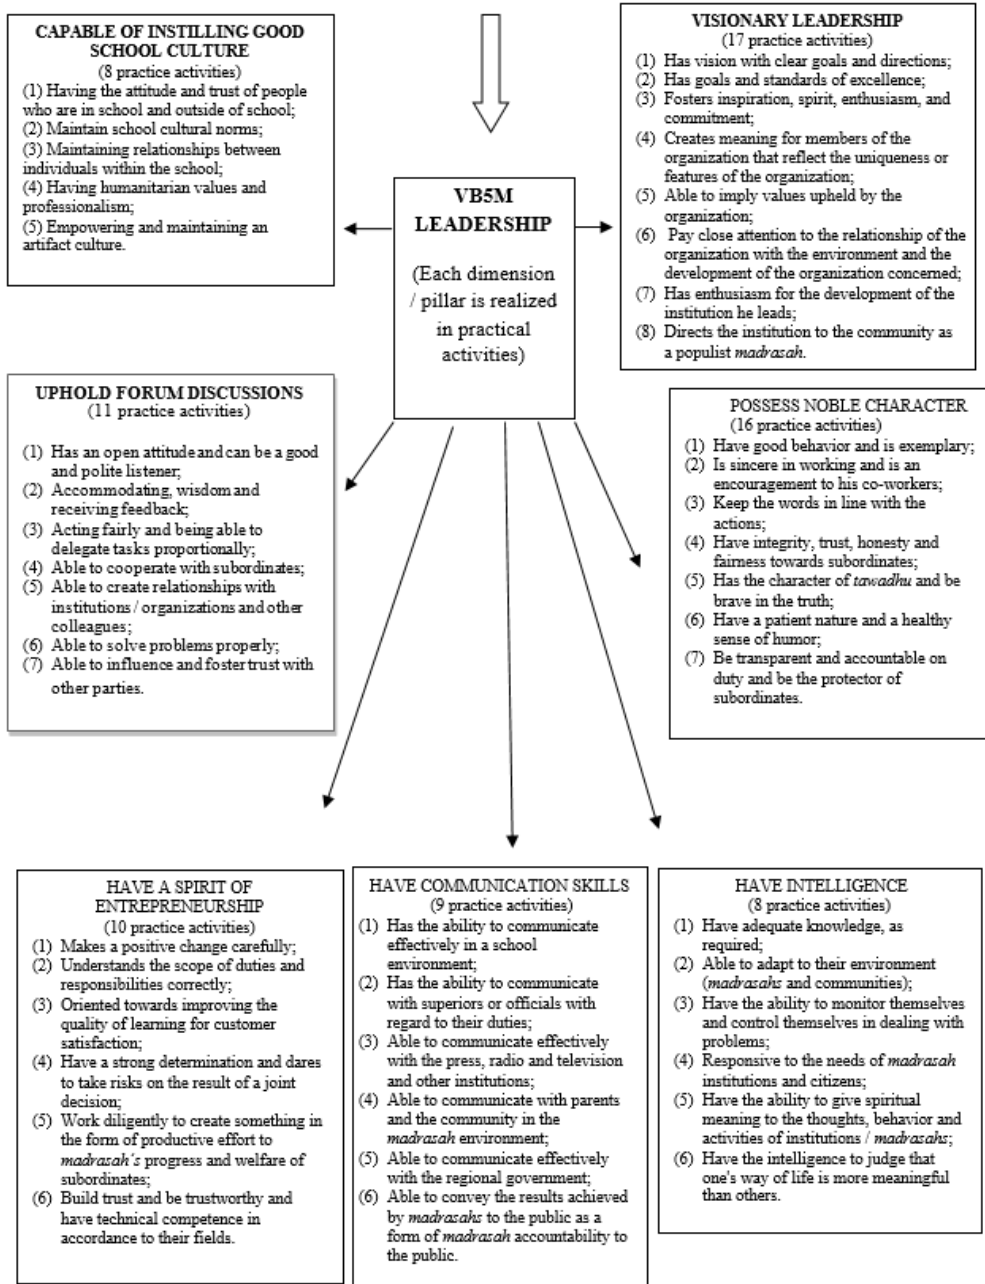 CAPABLE OF INSTILLING GOOD
SCHOOL CULTURE
(8 practice activities)
(1) Having the attitude and trust of people
who are in school and outside of school;
(2) Maintain school cultural norms;
(3) Maintaining relationships between
individuals within the school;
(4) Having humanitarian values and
professionalism;
(5) Empowering and maintaining an
artifact culture.
VB5M
LEADERSHIP
(Each dimension
/ pillar is realized
in practical
activities)
VISIONARY LEADERSHIP
(17 practice activities)
(1) Has vision with clear goals and directions;
(2) Has goals and standards of excellence;
(3) Fosters inspiration, spirit, enthusiasm, and
commitment;
(4) Creates meaning for members of the
organization that reflect the uniqueness or
features of the organization;
(5) Able to imply values upheld by the
organization;
(6) Pay close attention to the relationship of the
organization with the environment and the
development of the organization concerned;
(7) Has enthusiasm for the development of the
institution he leads;
(8) Directs the institution to the community as
a populist madrasah.
UPHOLD FORUM DISCUSSIONS
(11 practice activities)
(1) Has an open attitude and can be a good
and polite listener;
(2) Accommodating, wisdom and
receiving feedback;
(3) Acting fairly and being able to
delegate tasks proportionally;
(4) Able to cooperate with subordinates;
(5) Able to create relationships with
institutions / organizations and other
colleagues;
(6) Able to solve problems properly;
(7) Able to influence and foster trust with
other parties.
POSSESS NOBLE CHARACTER
(16 practice activities)
(1) Have good behavior and is exemplary;
(2) Is sincere in working and is an
encouragement to his co-workers;
(3) Keep the words in line with the
actions;
(4) Have integrity, trust, honesty and
fairness towards subordinates;
(5) Has the character of tawadhu and be
brave in the truth;
(6) Have a patient nature and a healthy
sense of humor;
(7) Be transparent and accountable on
duty and be the protector of
subordinates.
HAVE A SPIRIT OF
ENTREPRENEURSHIP
(10 practice activities)
(1) Makes a positive change carefully;
(2) Understands the scope of duties and
responsibilities correctly;
(3) Oriented towards improving the
quality of learning for customer
satisfaction;
(4) Have a strong determination and dares
to take risks on the result of a joint
decision;
(5) Work diligently to create something in
the form of productive effort to
madrasah's progress and welfare of
subordinates;
(6) Build trust and be trustworthy and
have technical competence in
accordance to their fields.
HAVE COMMUNICATION SKILLS
(9 practice activities)
(1) Has the ability to communicate
effectively in a school
environment;
(2) Has the ability to communicate
with superiors or officials with
regard to their duties;
(3) Able to communicate effectively
with the press, radio and television
and other institutions;
(4) Able to communicate with parents
and the community in the
madrasah environment;
(5) Able to communicate effectively
with the regional government;
(6) Able to convey the results achieved
by madrasahs to the public as a
form of madrasah accountability to
the public.
HAVE INTELLIGENCE
(8 practice activities)
(1) Have adequate knowledge, as
required;
(2) Able to adapt to their environment
(madrasahs and communities);
(3) Have the ability to monitor themselves
and control themselves in dealing with
problems;
(4) Responsive to the needs of madrasah
institutions and citizens;
(5) Have the ability to give spiritual
meaning to the thoughts, behavior and
activities of institutions / madrasahs;
(6) Have the intelligence to judge that
one's way of life is more meaningful
than others.